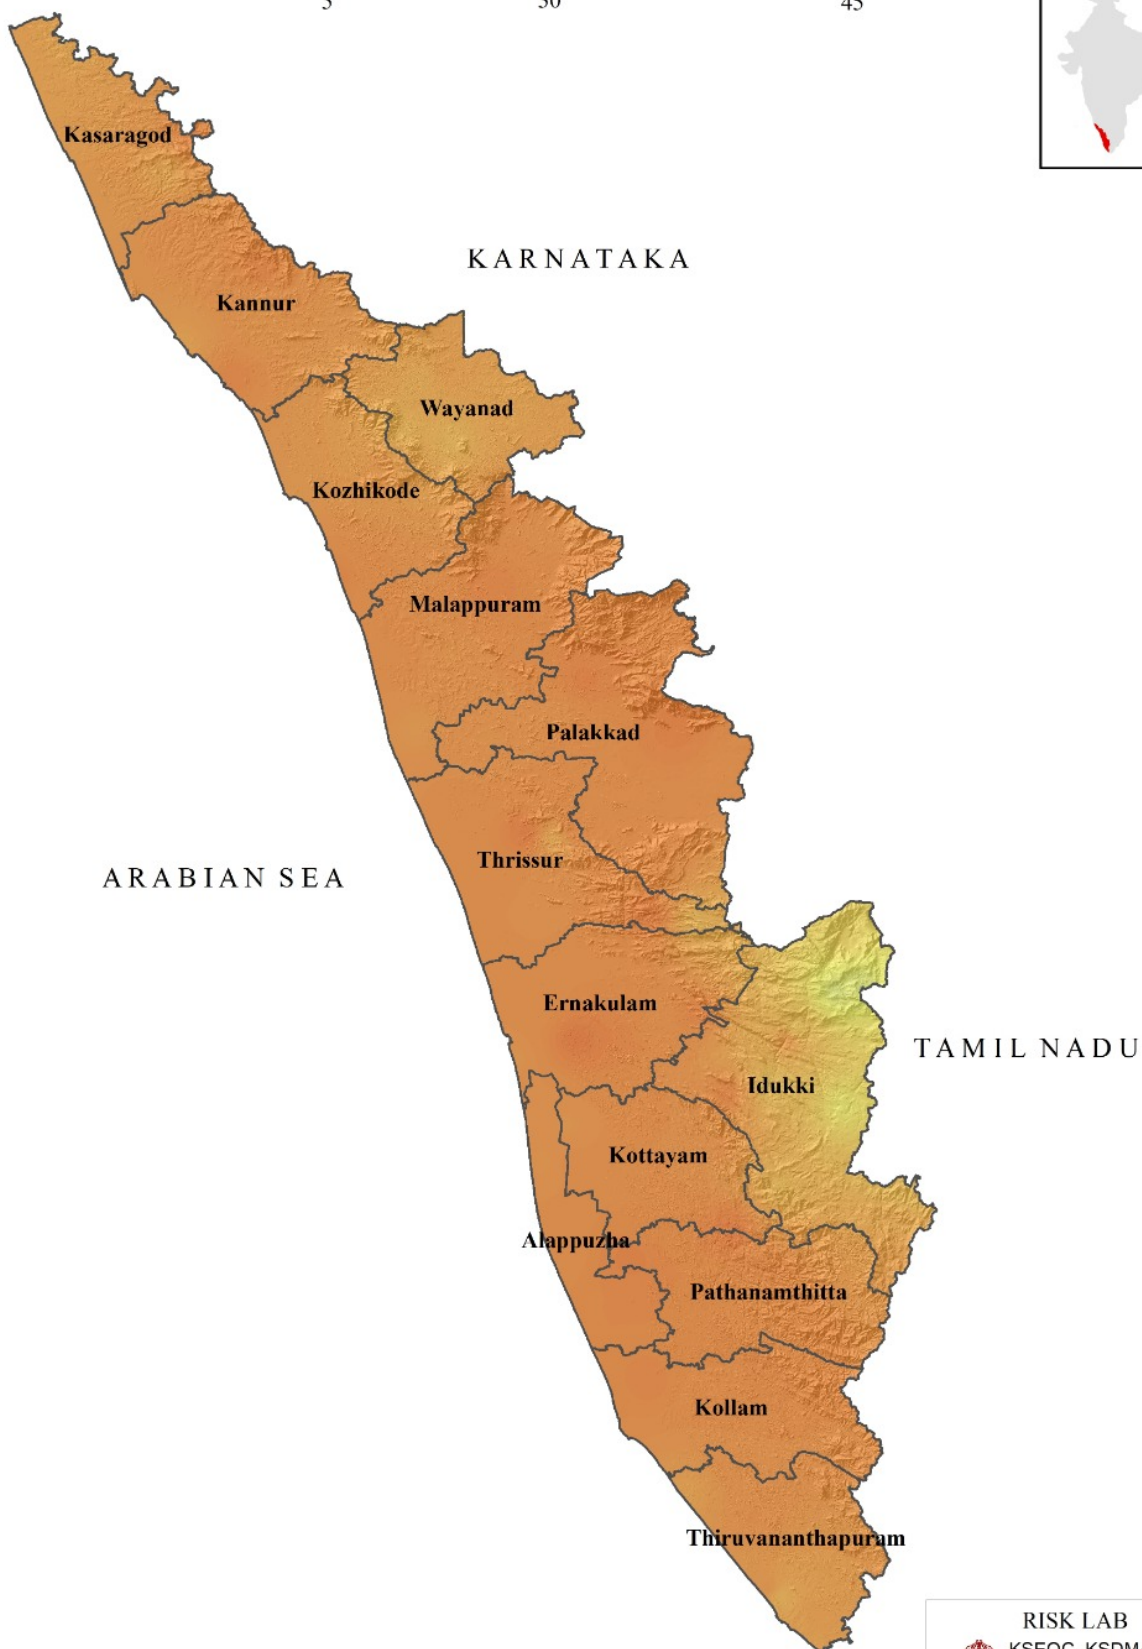 5 30 45
Kasaragod
KARNATAKA
Kannur
Wayanad
Kozhikode
Malappuram
Palakkad
Thrissur
ARABIAN SEA
Ernakulam
TAMIL NADU
Idukki
Kottayam
Alappuzha
Pathanamthitta
Kollam
Thiruvananthapuram
RISK LAB